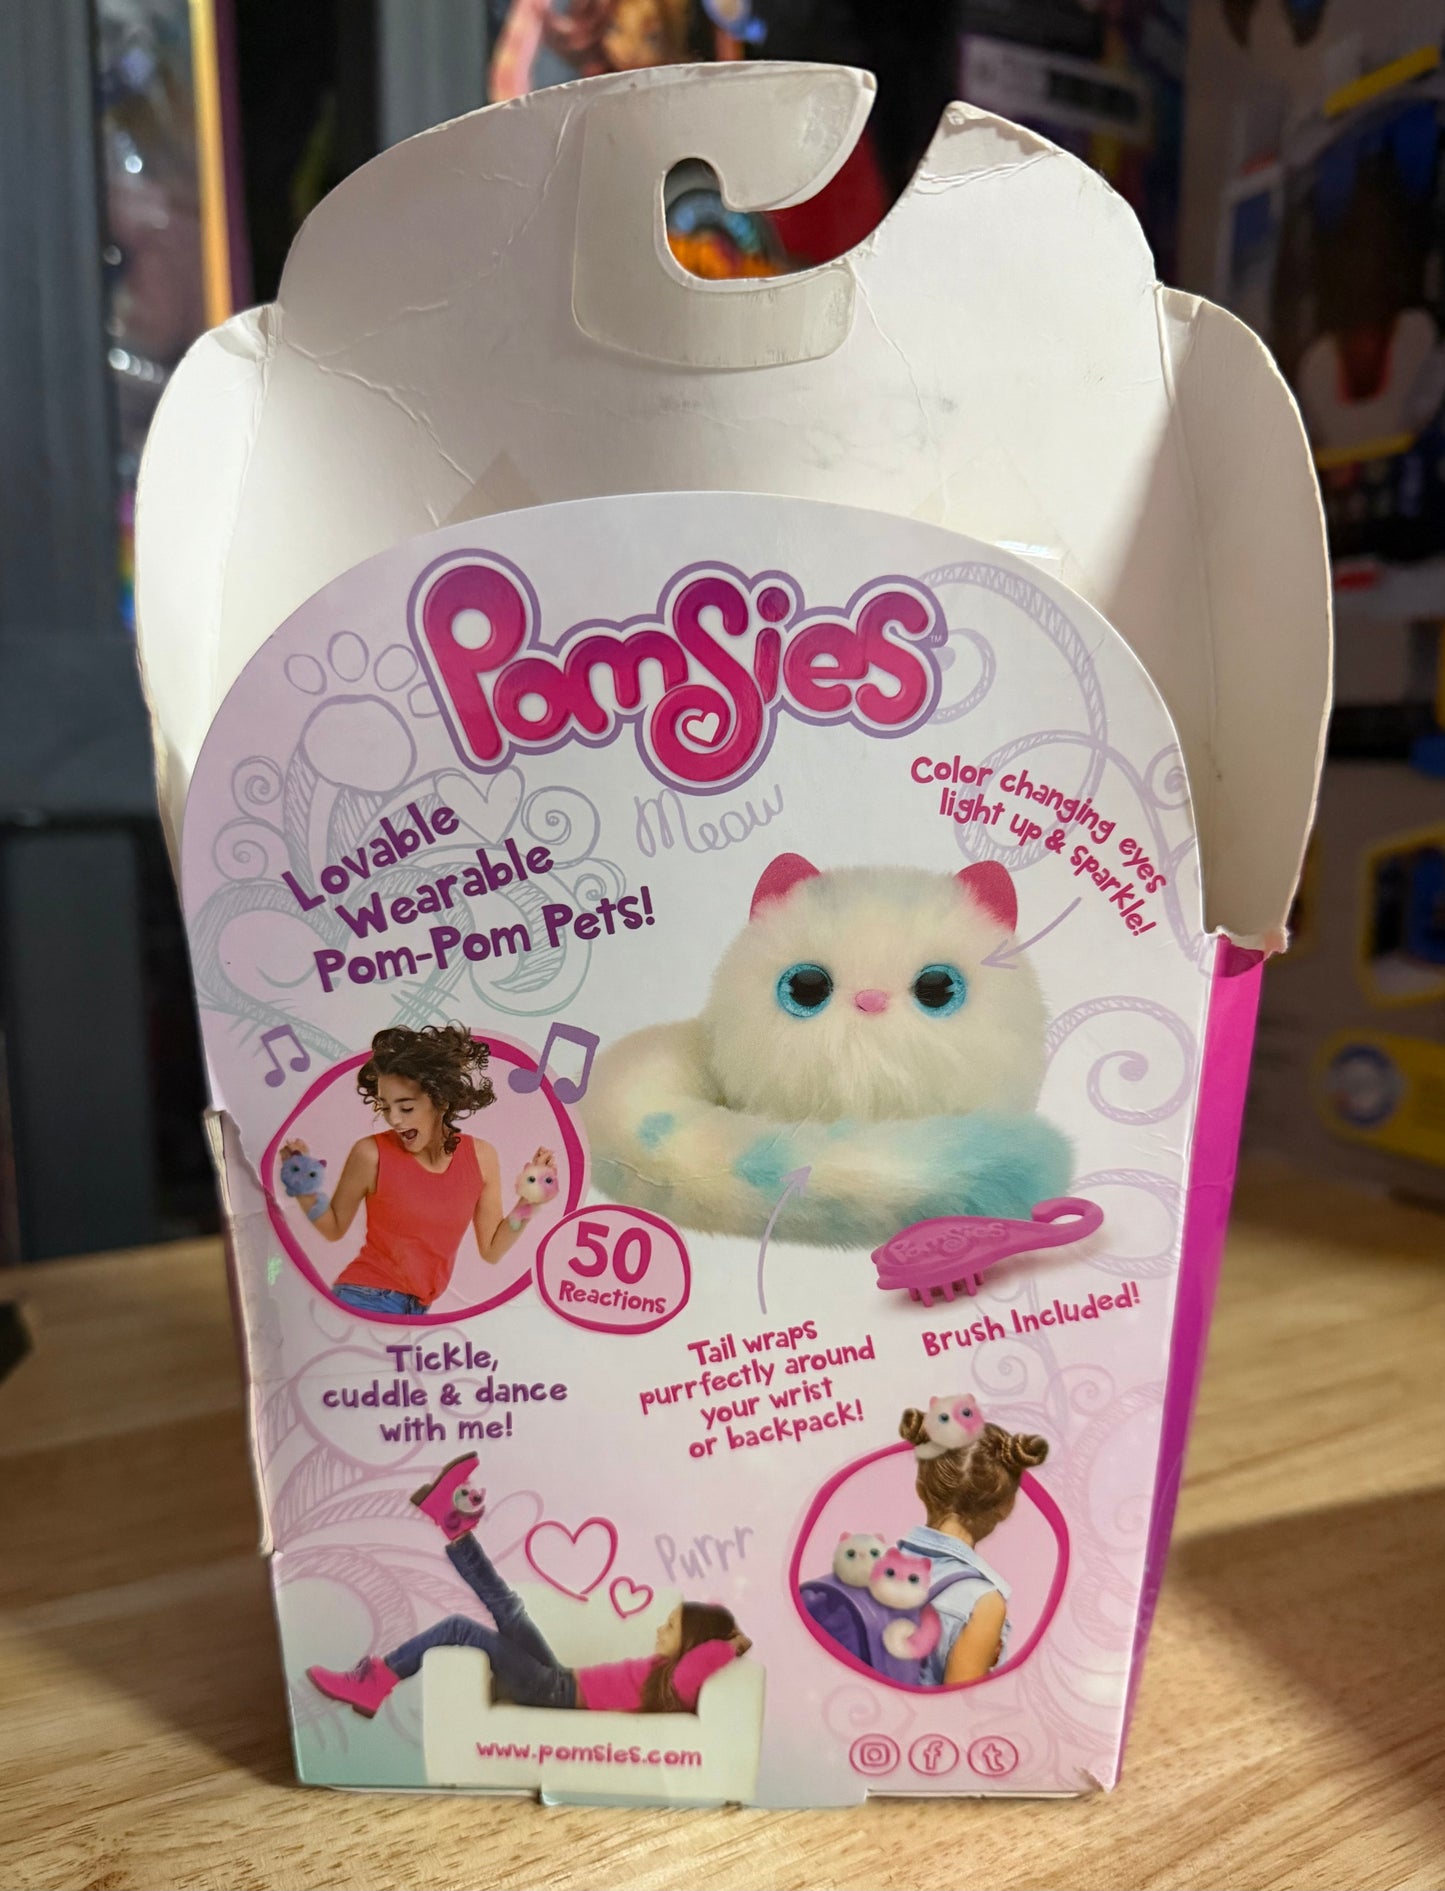 Pomsies™
Meow
Lovable
Wearable
Pom-Pom Pets!
Color changing eyes
light up & sparkle!
50
Reactions
Pomsies
Brush Included!
Tickle,
cuddle & dance
with me!
Tail wraps
purrfectly around
your wrist
or backpack!
Purrr
www.pomsies.com